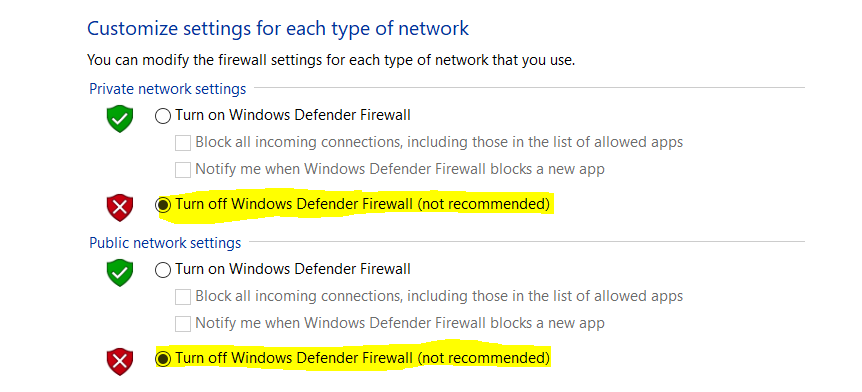 Customize settings for each type of network
You can modify the firewall settings for each type of network that you use.
Private network settings
Turn on Windows Defender Firewall
Block all incoming connections, including those in the list of allowed apps
Notify me when Windows Defender Firewall blocks a new app
Turn off Windows Defender Firewall (not recommended)
Public network settings
Turn on Windows Defender Firewall
Block all incoming connections, including those in the list of allowed apps
Notify me when Windows Defender Firewall blocks a new app
Turn off Windows Defender Firewall (not recommended)